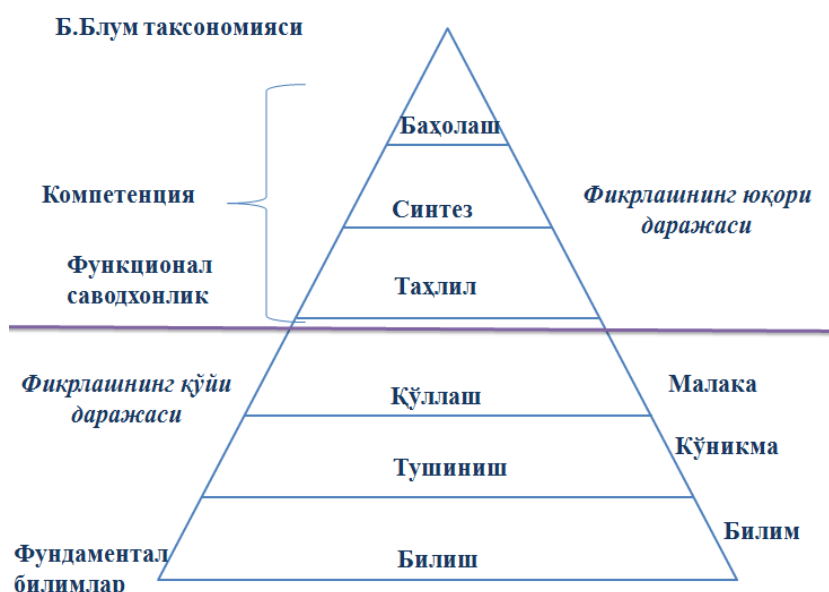 Б.Блум таксономияси
Баҳолаш
Компетенция
Синтез
Фикрлашнинг юқори
даражаси
Функционал
саводхонлик
Таҳлил
Фикрлашнинг қўйи
даражаси
Қўллаш
Малака
Кўникма
Тушиниш
Билим
Фундаментал
билимлар
Билиш